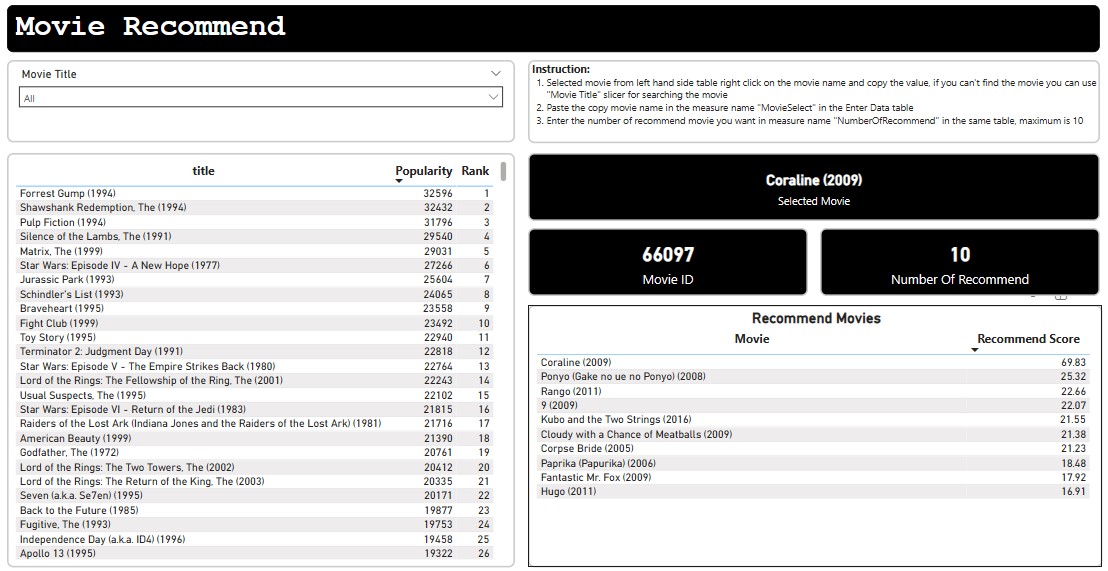 Movie Recommend
Movie Title
All
Instruction:
1. Selected movie from left hand side table right click on the movie name and copy the value, if you can't find the movie you can use
"Movie Title" slicer for searching the movie
2. Paste the copy movie name in the measure name "MovieSelect" in the Enter Data table
3. Enter the number of recommend movie you want in measure name "NumberOfRecommend" in the same table, maximum is 10
title Popularity Rank
Forrest Gump (1994) 32596 1
Shawshank Redemption, The (1994) 32432 2
Pulp Fiction (1994) 31796 3
Silence of the Lambs, The (1991) 29540 4
Matrix, The (1999) 29031 5
Star Wars: Episode IV - A New Hope (1977) 27266 6
Jurassic Park (1993) 25604 7
Schindler's List (1993) 24065 8
Braveheart (1995) 23558 9
Fight Club (1999) 23492 10
Toy Story (1995) 22940 11
Terminator 2: Judgment Day (1991) 22818 12
Star Wars: Episode V - The Empire Strikes Back (1980) 22764 13
Lord of the Rings: The Fellowship of the Ring, The (2001) 22243 14
Usual Suspects, The (1995) 22102 15
Star Wars: Episode VI - Return of the Jedi (1983) 21815 16
Raiders of the Lost Ark (Indiana Jones and the Raiders of the Lost Ark) (1981) 21716 17
American Beauty (1999) 21390 18
Godfather, The (1972) 20761 19
Lord of the Rings: The Two Towers, The (2002) 20412 20
Lord of the Rings: The Return of the King, The (2003) 20335 21
Seven (a.k.a. Se7en) (1995) 20171 22
Back to the Future (1985) 19877 23
Fugitive, The (1993) 19753 24
Independence Day (a.k.a. ID4) (1996) 19458 25
Apollo 13 (1995) 19322 26
Coraline (2009)
Selected Movie
66097
Movie ID
10
Number Of Recommend
Recommend Movies
Movie Recommend Score
Coraline (2009) 69.83
Ponyo (Gake no ue no Ponyo) (2008) 25.32
Rango (2011) 22.66
9 (2009) 22.07
Kubo and the Two Strings (2016) 21.55
Cloudy with a Chance of Meatballs (2009) 21.38
Corpse Bride (2005) 21.23
Paprika (Papurika) (2006) 18.48
Fantastic Mr. Fox (2009) 17.92
Hugo (2011) 16.91